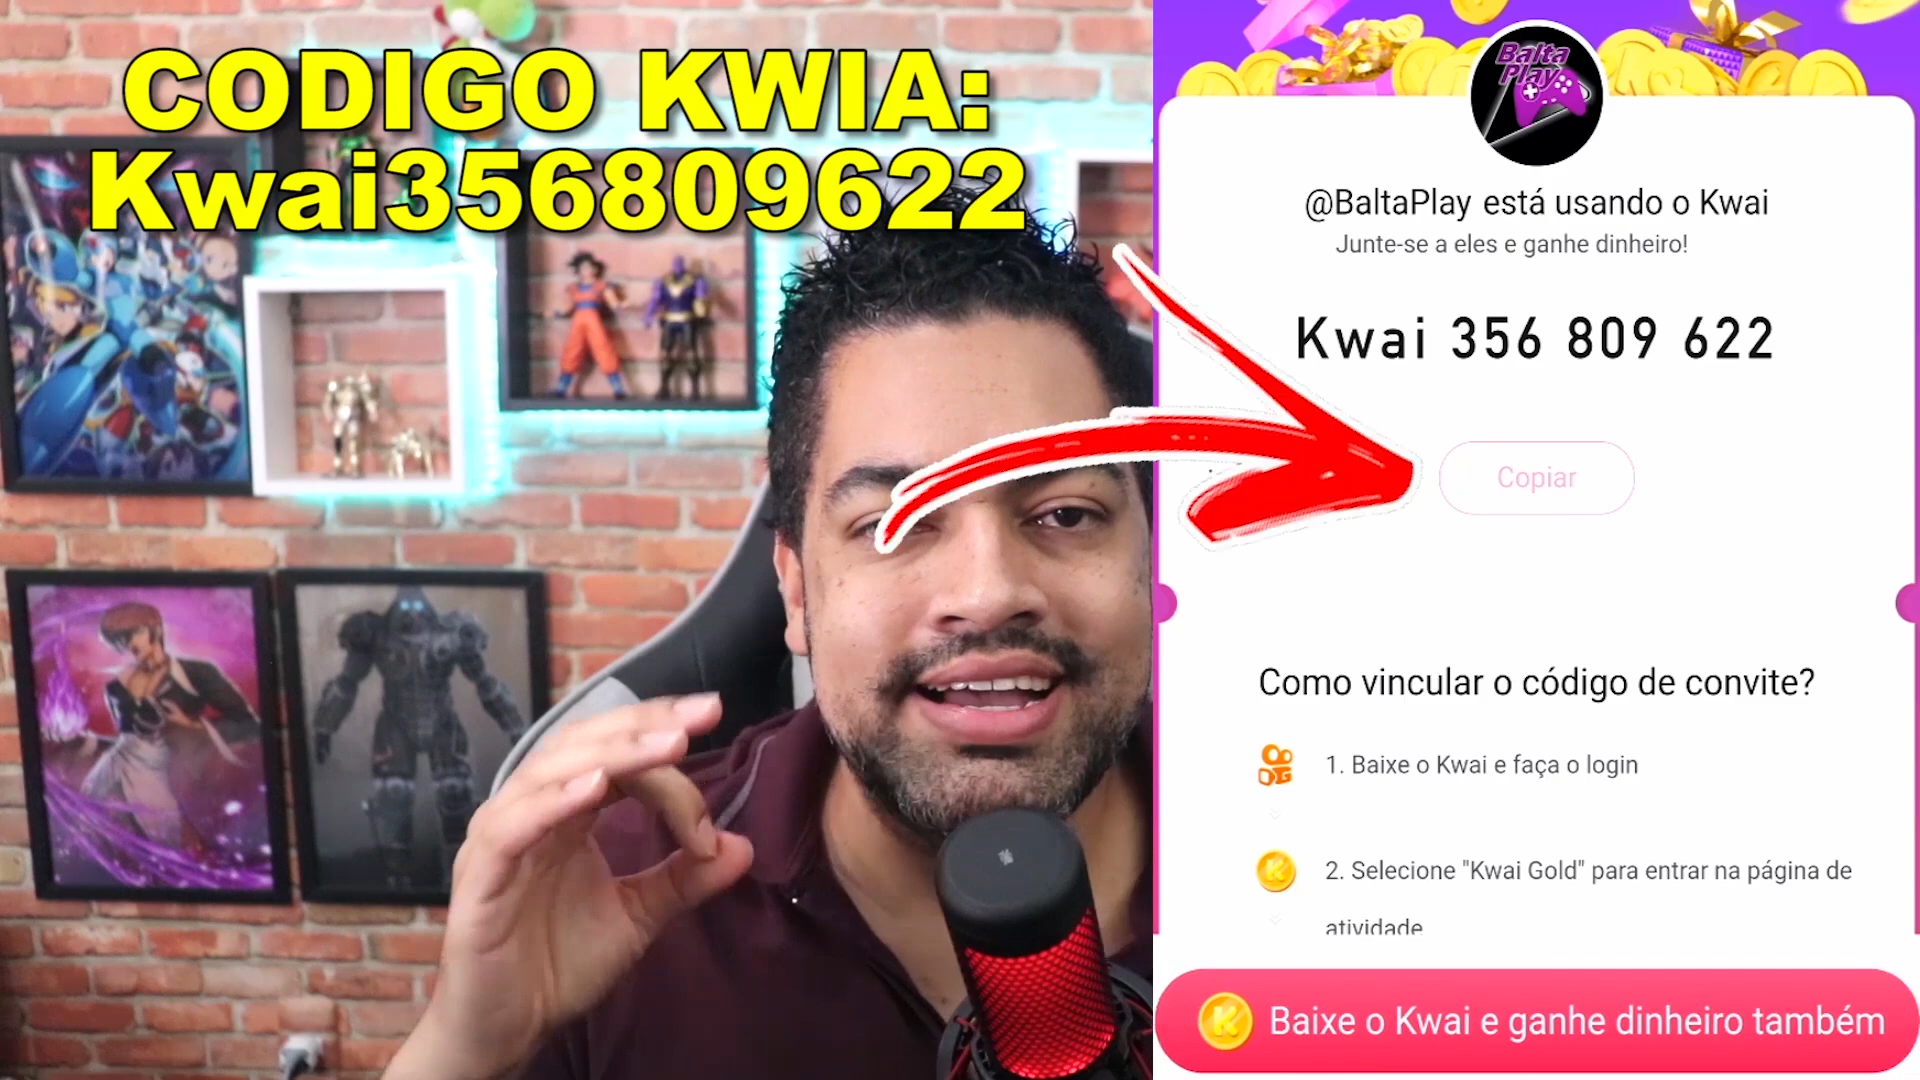 CODIGO KWIA:
Kwai356809622
Balta
Play
@BaltaPlay está usando o Kwai
Junte-se a eles e ganhe dinheiro!
Kwai 356 809 622
Copiar
Como vincular o código de convite?
1. Baixe o Kwai e faça o login
2. Selecione "Kwai Gold" para entrar na página de
atividade
Baixe o Kwai e ganhe dinheiro também